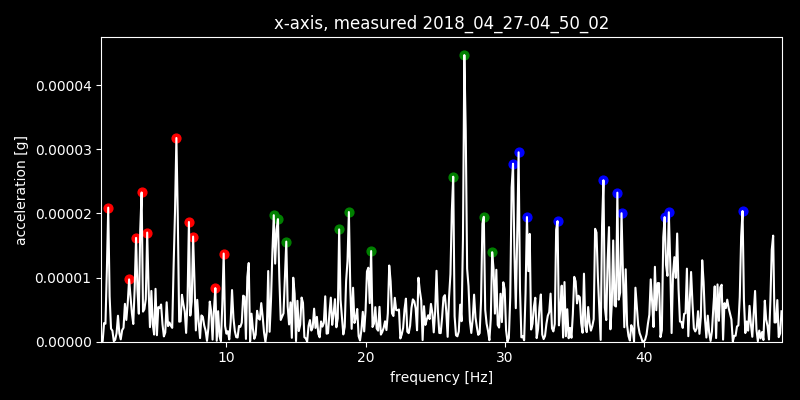 x-axis, measured 2018_04_27-04_50_02
acceleration [g]
0.00004
0.00003
0.00002
0.00001
0.00000
10 20 30 40
frequency [Hz]